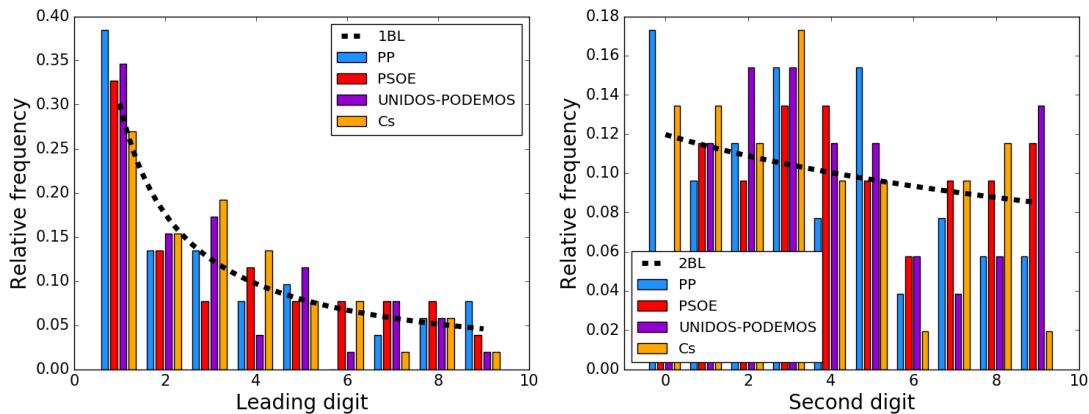 0.40
0.35
0.30
0.25
0.20
0.15
0.10
0.05
0.00
Relative frequency
1BL
PP
PSOE
UNIDOS-PODEMOS
Cs
0 2 4 6 8 10
Leading digit
0.18
0.16
0.14
0.12
0.10
0.08
0.06
0.04
0.02
0.00
Relative frequency
2BL
PP
PSOE
UNIDOS-PODEMOS
Cs
0 2 4 6 8 10
Second digit